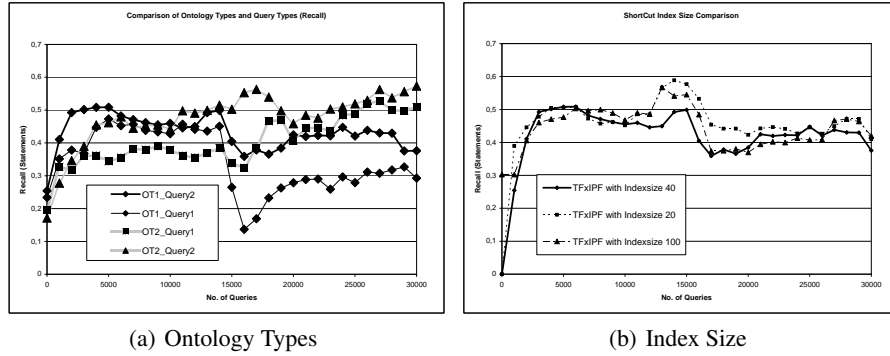 Comparison of Ontology Types and Query Types (Recall)
0,7
0,6
0,5
0,4
0,3
0,2
0,1
0
Recall (Statements)
OT1_Query2
OT1_Query1
OT2_Query1
OT2_Query2
0 5000 10000 15000 20000 25000 30000
No. of Queries
(a) Ontology Types
ShortCut Index Size Comparison
0,7
0,6
0,5
0,4
0,3
0,2
0,1
0
Recall (Statements)
TFxIPF with Indexsize 40
TFxIPF with Indexsize 20
TFxIPF with Indexsize 100
0 5000 10000 15000 20000 25000 30000
No. of Queries
(b) Index Size